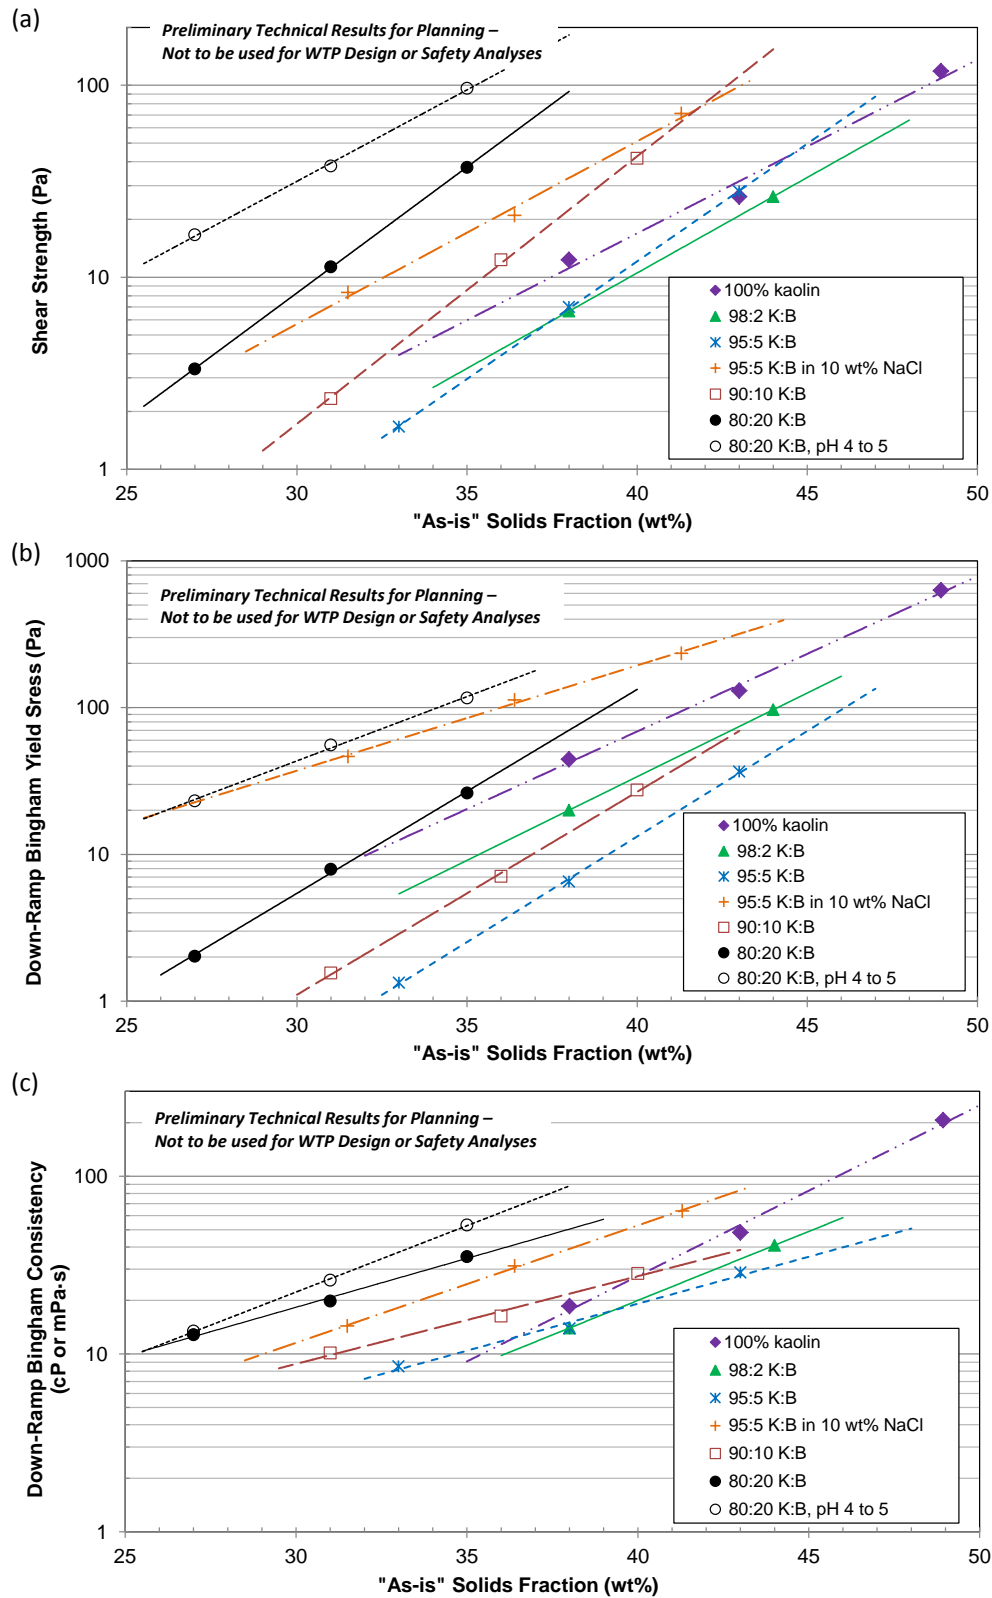 (a)
Preliminary Technical Results for Planning –
Not to be used for WTP Design or Safety Analyses
100
10
1
Shear Strength (Pa)
100% kaolin
98:2 K:B
95:5 K:B
95:5 K:B in 10 wt% NaCl
90:10 K:B
80:20 K:B
80:20 K:B, pH 4 to 5
25 30 35 40 45 50
"As-is" Solids Fraction (wt%)
(b)
Preliminary Technical Results for Planning –
Not to be used for WTP Design or Safety Analyses
1000
100
10
1
Down-Ramp Bingham Yield Sress (Pa)
100% kaolin
98:2 K:B
95:5 K:B
95:5 K:B in 10 wt% NaCl
90:10 K:B
80:20 K:B
80:20 K:B, pH 4 to 5
25 30 35 40 45 50
"As-is" Solids Fraction (wt%)
(c)
Preliminary Technical Results for Planning –
Not to be used for WTP Design or Safety Analyses
100
10
1
Down-Ramp Bingham Consistency
(cP or mPa·s)
100% kaolin
98:2 K:B
95:5 K:B
95:5 K:B in 10 wt% NaCl
90:10 K:B
80:20 K:B
80:20 K:B, pH 4 to 5
25 30 35 40 45 50
"As-is" Solids Fraction (wt%)